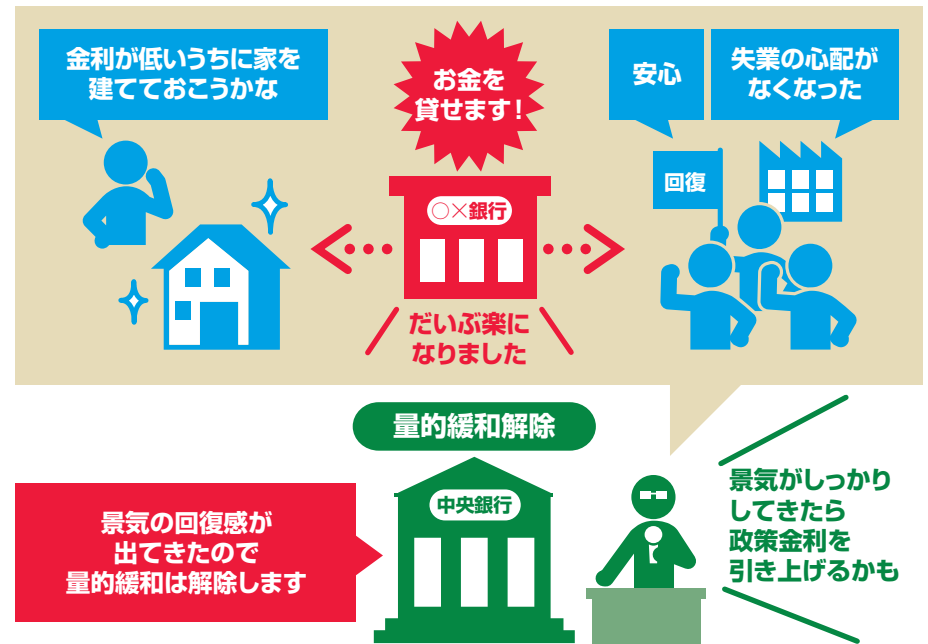 金利が低いうちに家を
建てておこうかな
お金を
貸せます！
安心
失業の心配が
なくなった
回復
○×銀行
だいぶ楽に
なりました
量的緩和解除
中央銀行
景気の回復感が
出てきたので
量的緩和は解除します
景気がしっかり
してきたら
政策金利を
引き上げるかも